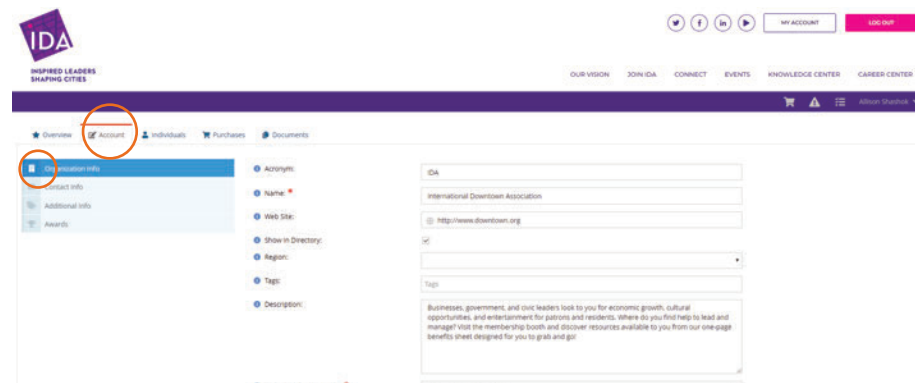 IDA
INSPIRED LEADERS
SHAPING CITIES
MY ACCOUNT
LOG OUT
OUR VISION JOIN IDA CONNECT EVENTS KNOWLEDGE CENTER CAREER CENTER
Overview Account Individuals Purchases Documents
Organization Info
Contact Info
Additional Info
Awards
Acronym: IDA
Name: * International Downtown Association
Web Site: http://www.downtown.org
Show in Directory:
Region:
Tags: Tags
Description: Businesses, government, and civic leaders look to you for economic growth, cultural
opportunities, and entertainment for patrons and residents. Where do you find help to lead and
manage? Visit the membership booth and discover resources available to you from our one-page
benefits sheet designed for you to grab and go!